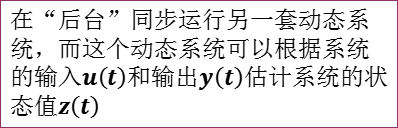 在“后台”同步运行另一套动态系
统，而这个动态系统可以根据系统
的输入u(t)和输出y(t)估计系统的状
态值z(t)